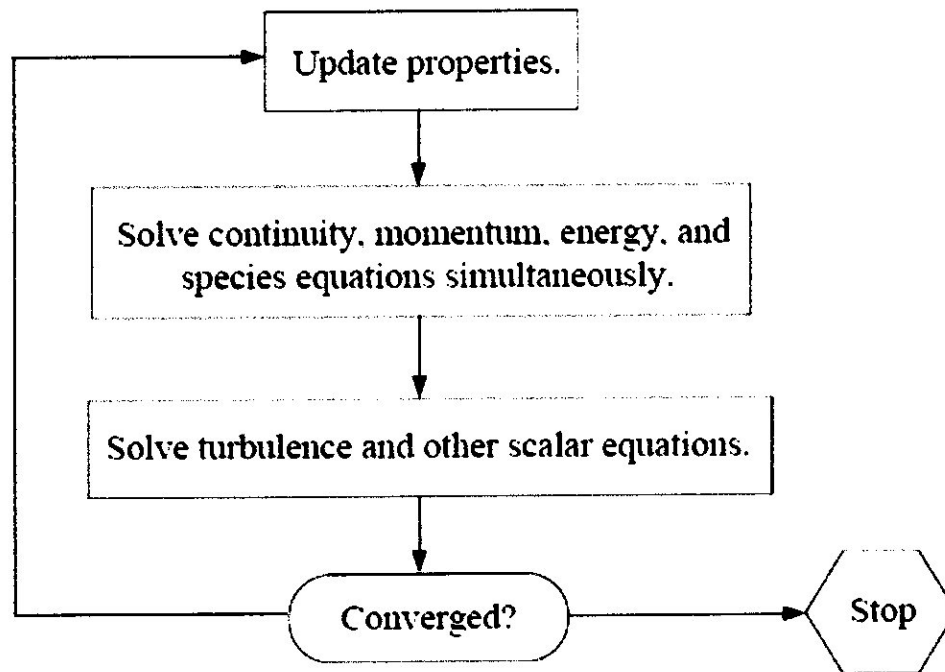 Update properties.
Solve continuity, momentum, energy, and
species equations simultaneously.
Solve turbulence and other scalar equations.
Converged?
Stop